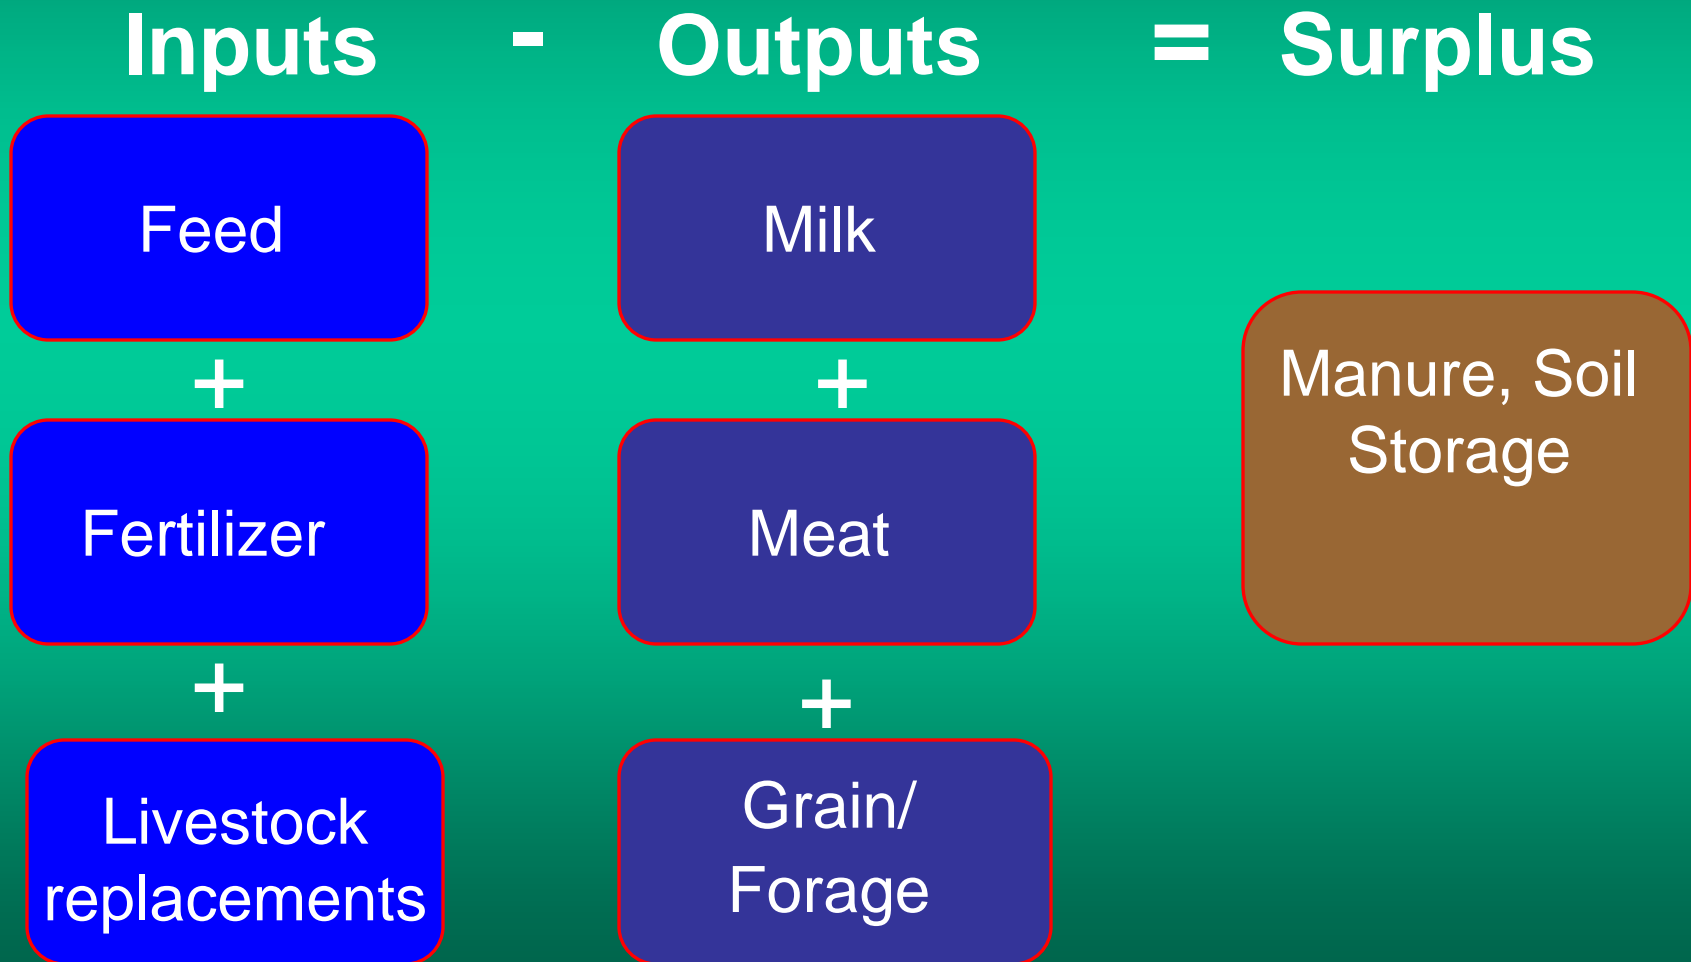 Inputs - Outputs = Surplus
Feed
Milk
+
+
Manure, Soil
Storage
Fertilizer
Meat
+
+
Livestock
replacements
Grain/
Forage